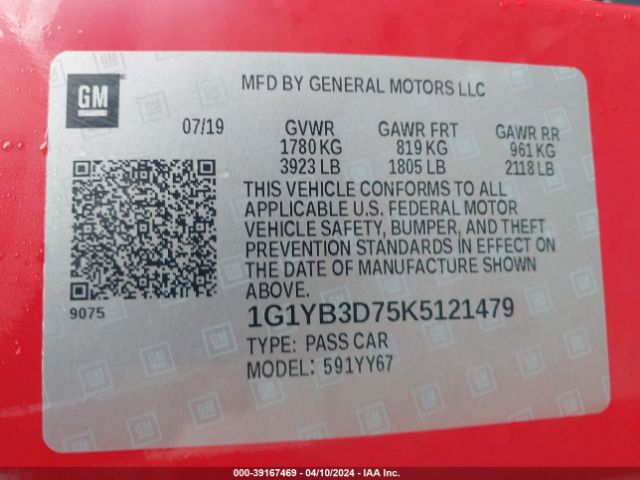 GM
MFD BY GENERAL MOTORS LLC
07/19 GVWR GAWR FRT GAWR RR
1780 KG 819 KG 961 KG
3923 LB 1805 LB 2118 LB
THIS VEHICLE CONFORMS TO ALL
APPLICABLE U.S. FEDERAL MOTOR
VEHICLE SAFETY, BUMPER, AND THEFT
PREVENTION STANDARDS IN EFFECT ON
THE DATE OF MANUFACTURE SHOWN
ABOVE.
9075
1G1YB3D75K5121479
TYPE: PASS CAR
MODEL: 591YY67
000-39167469 - 04/10/2024 - IAA Inc.